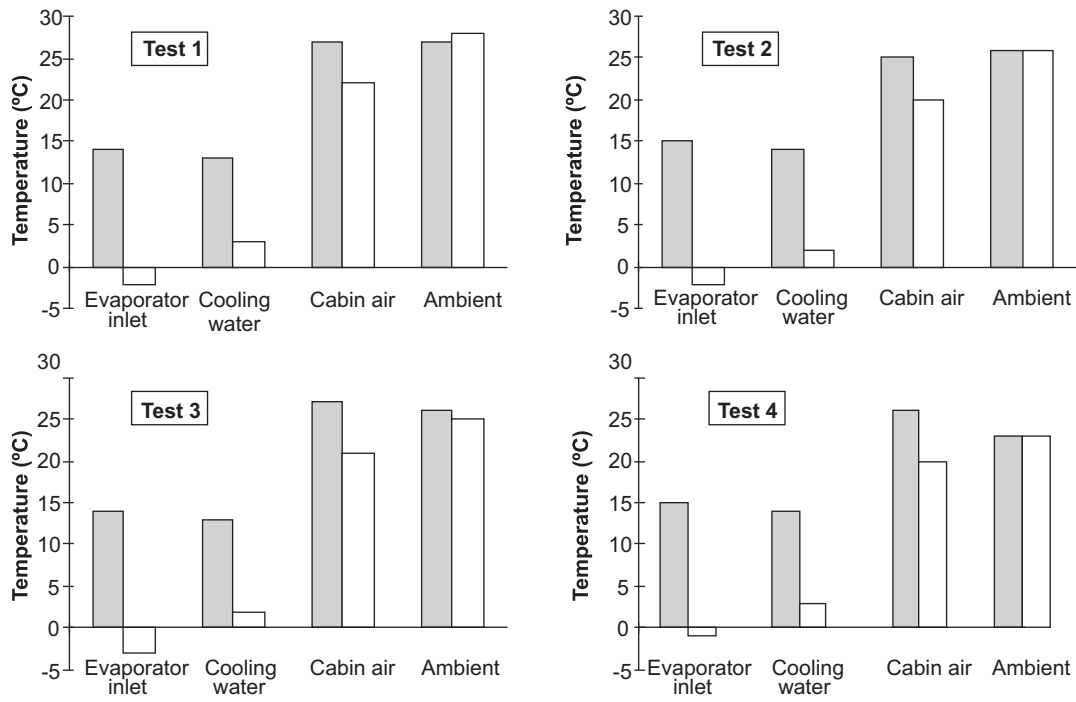 Test 1
Temperature (ºC)
30
25
20
15
10
5
0
-5
Evaporator
inlet
Cooling
water
Cabin air
Ambient
Test 2
Temperature (ºC)
30
25
20
15
10
5
0
-5
Evaporator
inlet
Cooling
water
Cabin air
Ambient
Test 3
Temperature (ºC)
30
25
20
15
10
5
0
-5
Evaporator
inlet
Cooling
water
Cabin air
Ambient
Test 4
Temperature (ºC)
30
25
20
15
10
5
0
-5
Evaporator
inlet
Cooling
water
Cabin air
Ambient